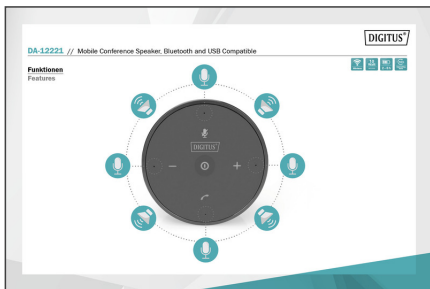 DIGITUS®
DA-12221 // Mobile Conference Speaker, Bluetooth and USB Compatible
Funktionen
Features
DIGITUS